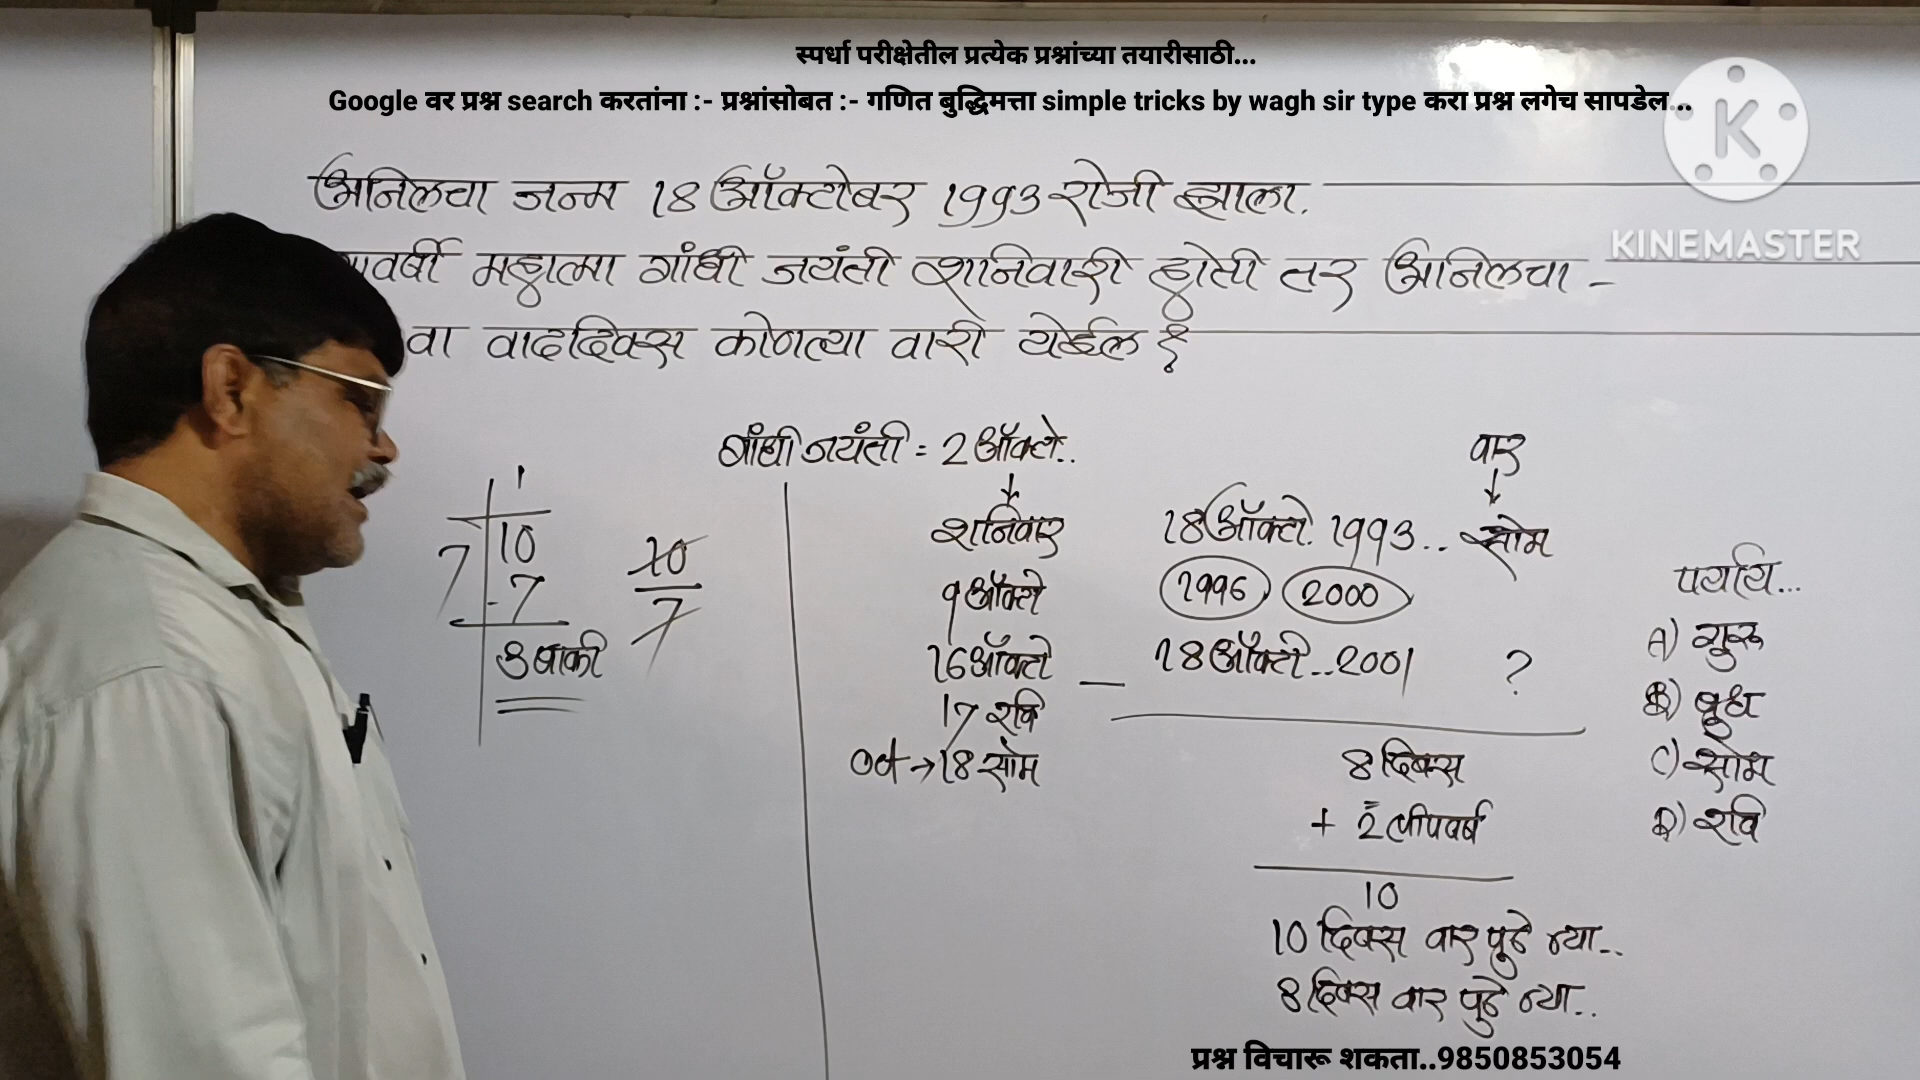 स्पर्धा परीक्षेतील प्रत्येक प्रश्नांच्या तयारीसाठी...
Google वर प्रश्न search करतांना :- प्रश्नांसोबत :- गणित बुद्धिमत्ता simple tricks by wagh sir type करा प्रश्न लगेच सापडेल...
KINEMASTER
अनिलचा जन्म 18 ऑक्टोबर 1993 रोजी झाला.
वर्षी महात्मा गांधी जयंती शनिवारी होती तर अनिलचा -
वा वाढदिवस कोणत्या वारी येईल ?
गांधी जयंती = 2 ऑक्टो..
वार
शनिवार
18 ऑक्टो. 1993.. सोम
9 ऑक्टो
1996 2000
16 ऑक्टो
18 ऑक्टो..2001 ?
17 रवि
Oct → 18 सोम
8 दिवस
+ 2 लीपवर्ष
10
10 दिवस वार पुढे न्या...
3 दिवस वार पुढे न्या..
1
7 10
- 7
3 बाकी
10
7
पर्याय...
A) गुरू
B) बुध
C) सोम
D) रवि
प्रश्न विचारू शकता..9850853054